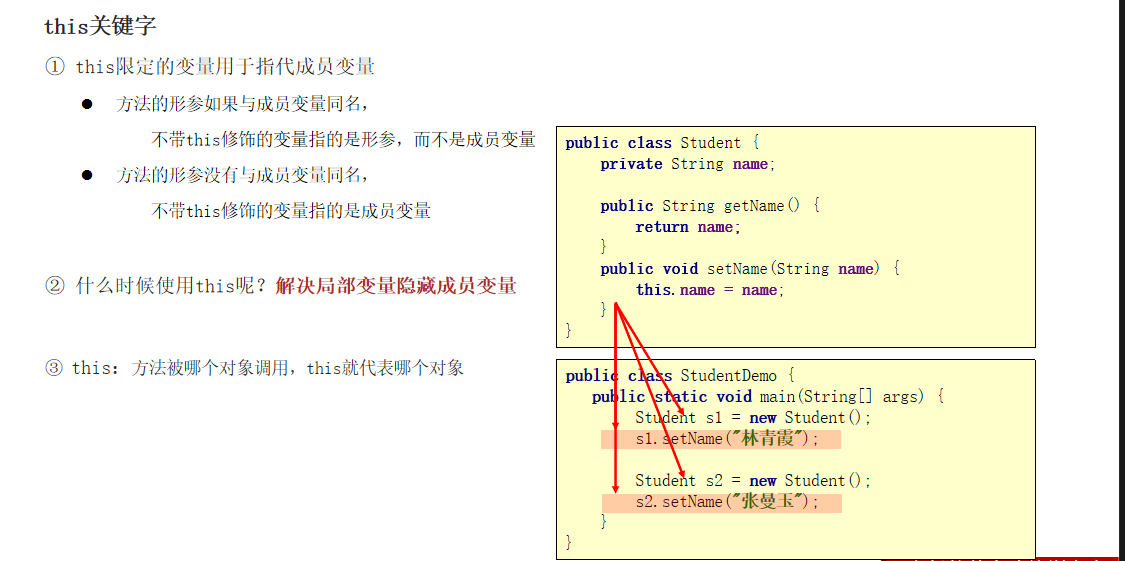 this关键字
① this限定的变量用于指代成员变量
● 方法的形参如果与成员变量同名，
不带this修饰的变量指的是形参，而不是成员变量
● 方法的形参没有与成员变量同名，
不带this修饰的变量指的是成员变量
② 什么时候使用this呢？解决局部变量隐藏成员变量
③ this：方法被哪个对象调用，this就代表哪个对象
public class Student {
private String name;
public String getName() {
return name;
}
public void setName(String name) {
this.name = name;
}
}
public class StudentDemo {
public static void main(String[] args) {
Student s1 = new Student();
s1.setName("林青霞");
Student s2 = new Student();
s2.setName("张曼玉");
}
}